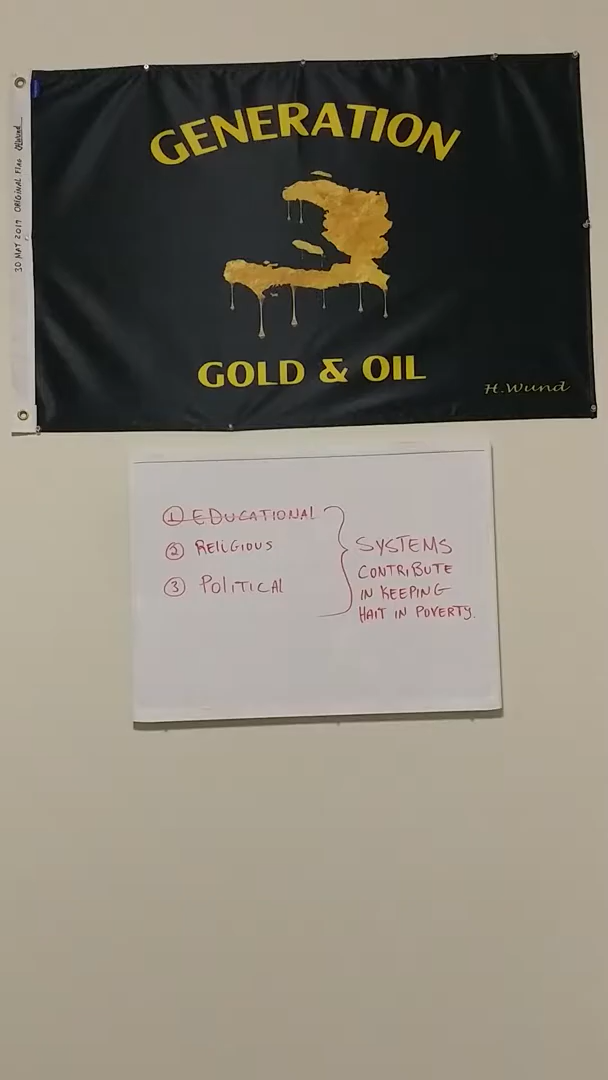 GENERATION
GOLD & OIL
H.Wund
30 MAY 2019 ORIGINAL FLAG
① EDUCATIONAL
② RELIGIOUS
③ POLITICAL
SYSTEMS
CONTRIBUTE
IN KEEPING
HAIT IN POVERTY.